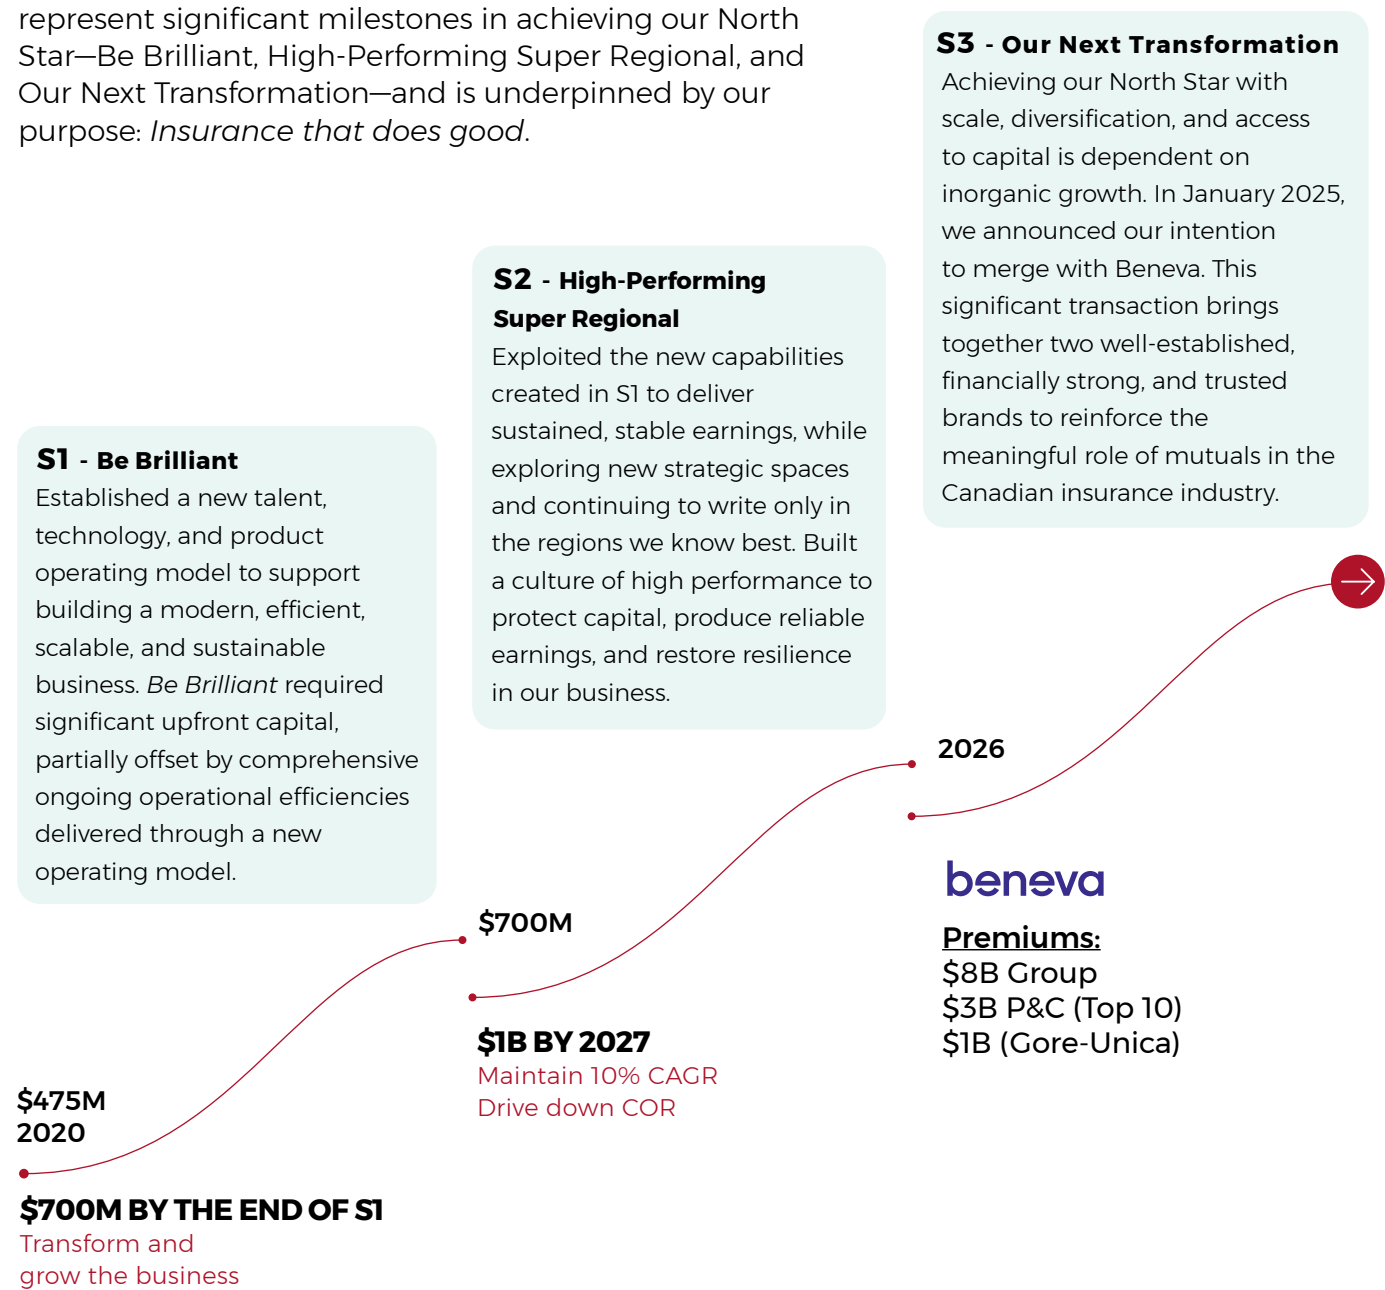 represent significant milestones in achieving our North
Star—Be Brilliant, High-Performing Super Regional, and
Our Next Transformation—and is underpinned by our
purpose: Insurance that does good.
S1 - Be Brilliant
Established a new talent,
technology, and product
operating model to support
building a modern, efficient,
scalable, and sustainable
business. Be Brilliant required
significant upfront capital,
partially offset by comprehensive
ongoing operational efficiencies
delivered through a new
operating model.
$475M
2020
$700M BY THE END OF S1
Transform and
grow the business
S2 - High-Performing
Super Regional
Exploited the new capabilities
created in S1 to deliver
sustained, stable earnings, while
exploring new strategic spaces
and continuing to write only in
the regions we know best. Built
a culture of high performance to
protect capital, produce reliable
earnings, and restore resilience
in our business.
$700M
$1B BY 2027
Maintain 10% CAGR
Drive down COR
S3 - Our Next Transformation
Achieving our North Star with
scale, diversification, and access
to capital is dependent on
inorganic growth. In January 2025,
we announced our intention
to merge with Beneva. This
significant transaction brings
together two well-established,
financially strong, and trusted
brands to reinforce the
meaningful role of mutuals in the
Canadian insurance industry.
2026
beneva
Premiums:
$8B Group
$3B P&C (Top 10)
$1B (Gore-Unica)